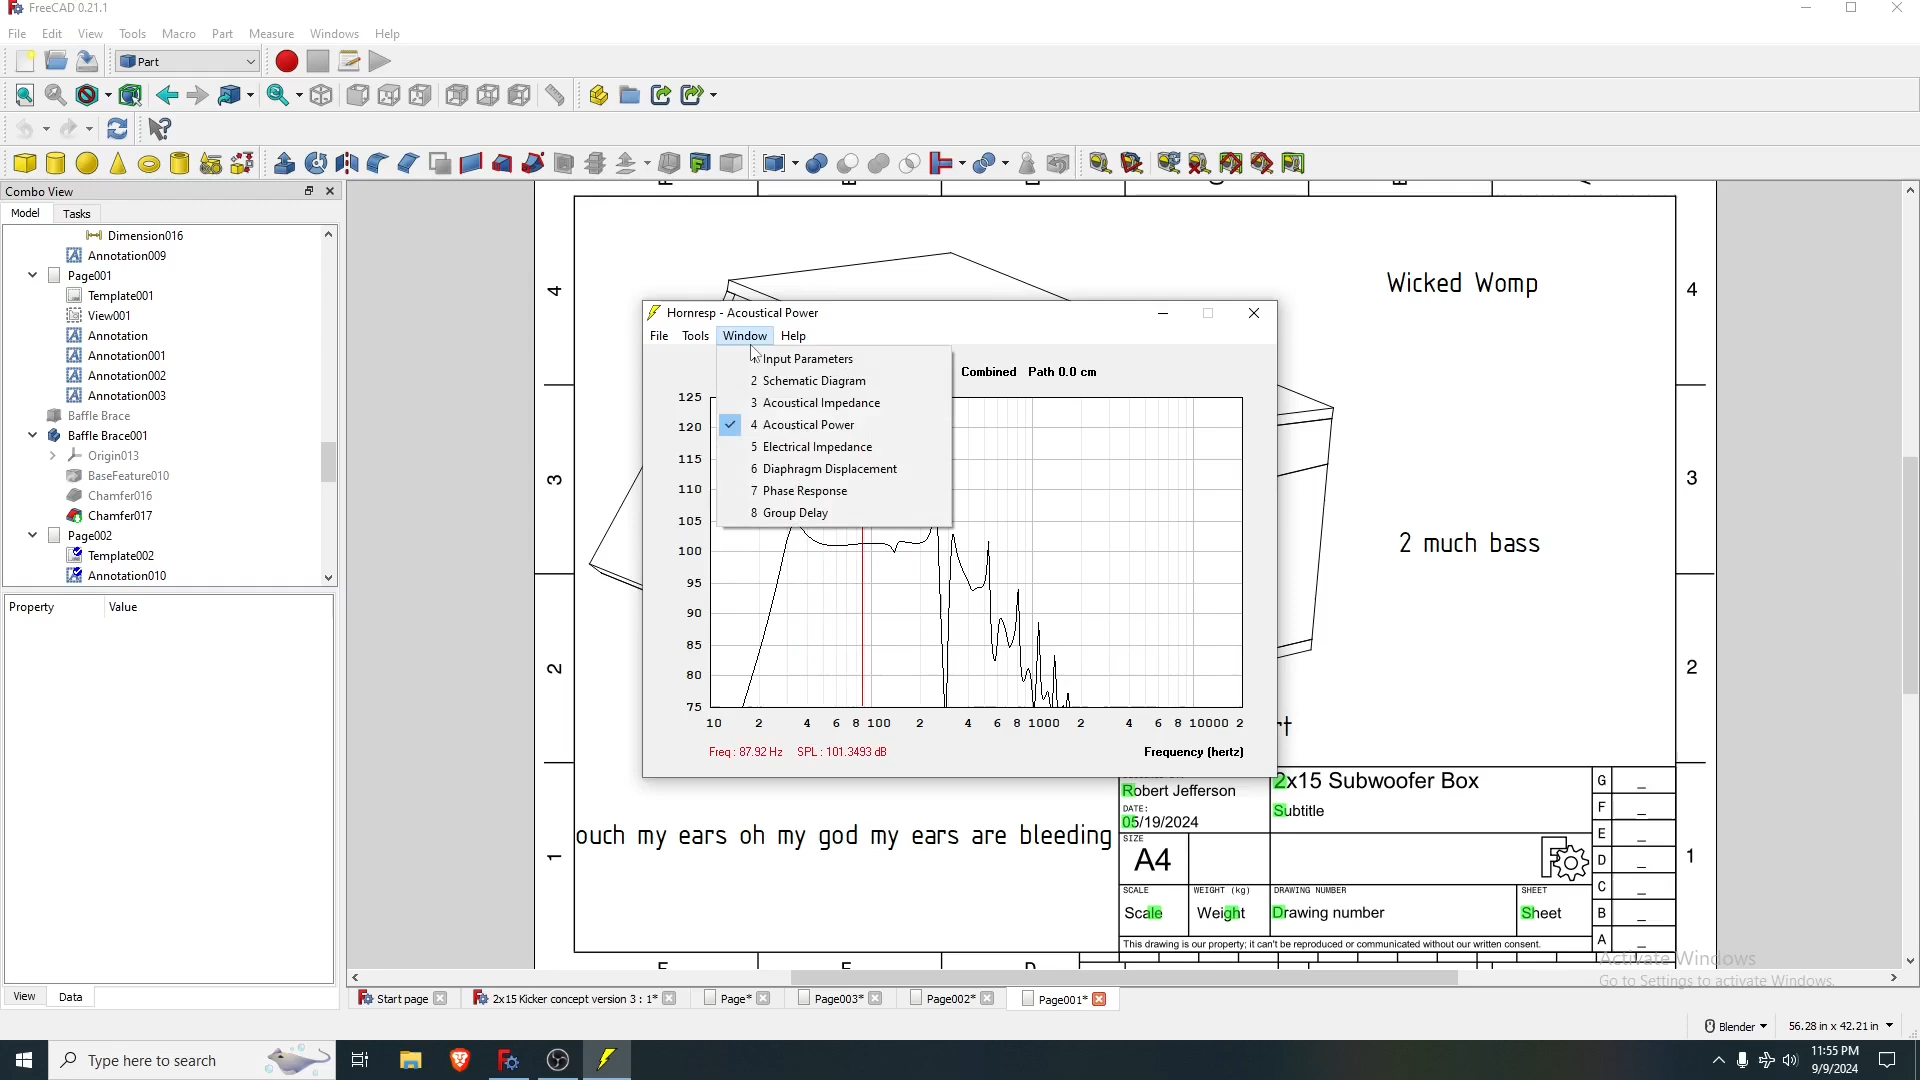 FreeCAD 0.21.1
File Edit View Tools Macro Part Measure Windows Help
Part
Combo View
Model Tasks
Dimension016
Annotation009
Page001
Template001
View001
Annotation
Annotation001
Annotation002
Annotation003
Baffle Brace
Baffle Brace001
Origin013
BaseFeature010
Chamfer016
Chamfer017
Page002
Template002
Annotation010
Property Value
View Data
4
3
2
1
Wicked Womp
2 much bass
ouch my ears oh my god my ears are bleeding
4
3
2
1
Hornresp - Acoustical Power
File Tools Window Help
Input Parameters
2 Schematic Diagram
3 Acoustical Impedance
4 Acoustical Power
5 Electrical Impedance
6 Diaphragm Displacement
7 Phase Response
8 Group Delay
Combined Path 0.0 cm
125
120
115
110
105
100
95
90
85
80
75
10 2 4 6 8 100 2 4 6 8 1000 2 4 6 8 10000 2
Freq : 87.92 Hz SPL : 101.3493 dB
Frequency (hertz)
Robert Jefferson
DATE:
05/19/2024
2x15 Subwoofer Box
Subtitle
SIZE
A4
SCALE
Scale
WEIGHT (kg)
Weight
DRAWING NUMBER
Drawing number
SHEET
Sheet
G _
F _
E _
D _
C _
B _
A _
This drawing is our property; it can't be reproduced or communicated without our written consent.
Activate Windows
Go to Settings to activate Windows.
Start page
2x15 Kicker concept version 3 : 1*
Page*
Page003*
Page002*
Page001*
Blender
56.28 in x 42.21 in
Type here to search
11:55 PM
9/9/2024